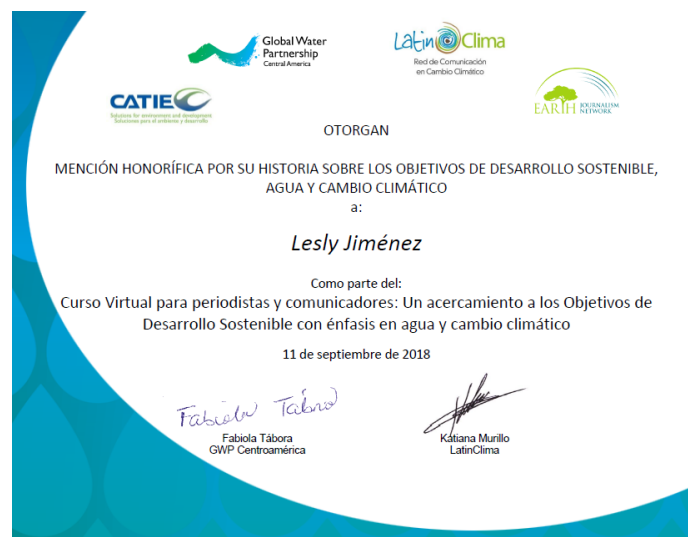 Global Water
Partnership
Central America
Latin Clima
Red de Comunicación
en Cambio Climático
CATIE
Solutions for environment and development
Soluciones para el ambiente y desarrollo
EARTH JOURNALISM
NETWORK
OTORGAN
MENCIÓN HONORÍFICA POR SU HISTORIA SOBRE LOS OBJETIVOS DE DESARROLLO SOSTENIBLE,
AGUA Y CAMBIO CLIMÁTICO
a:
Lesly Jiménez
Como parte del:
Curso Virtual para periodistas y comunicadores: Un acercamiento a los Objetivos de
Desarrollo Sostenible con énfasis en agua y cambio climático
11 de septiembre de 2018
Fabiola Tábora
Fabiola Tábora
GWP Centroamérica
Katiana Murillo
LatinClima